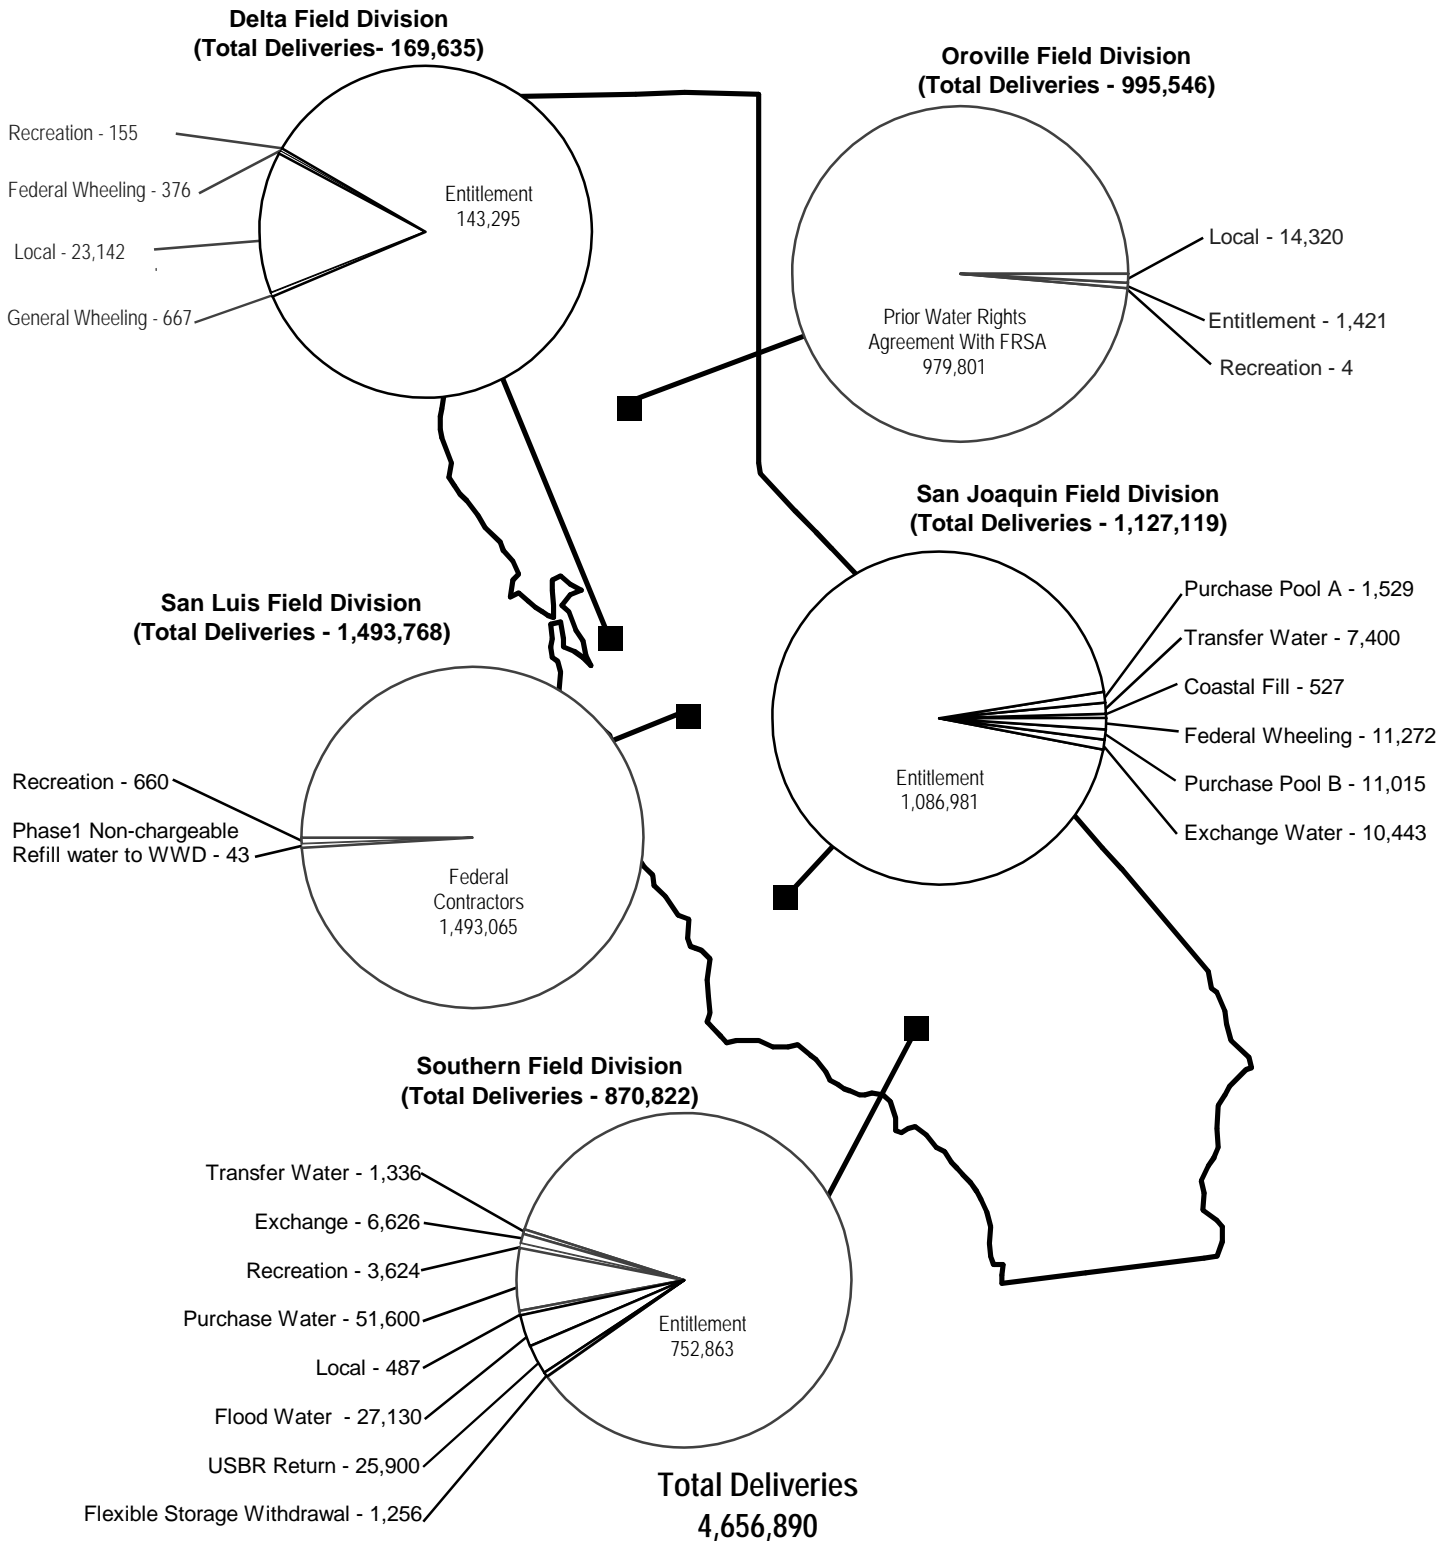 Delta Field Division
(Total Deliveries- 169,635)
Recreation - 155
Federal Wheeling - 376
Local - 23,142
General Wheeling - 667
Entitlement
143,295
Oroville Field Division
(Total Deliveries - 995,546)
Prior Water Rights
Agreement With FRSA
979,801
Local - 14,320
Entitlement - 1,421
Recreation - 4
San Joaquin Field Division
(Total Deliveries - 1,127,119)
Entitlement
1,086,981
Purchase Pool A - 1,529
Transfer Water - 7,400
Coastal Fill - 527
Federal Wheeling - 11,272
Purchase Pool B - 11,015
Exchange Water - 10,443
San Luis Field Division
(Total Deliveries - 1,493,768)
Recreation - 660
Phase1 Non-chargeable
Refill water to WWD - 43
Federal
Contractors
1,493,065
Southern Field Division
(Total Deliveries - 870,822)
Transfer Water - 1,336
Exchange - 6,626
Recreation - 3,624
Purchase Water - 51,600
Local - 487
Flood Water - 27,130
USBR Return - 25,900
Flexible Storage Withdrawal - 1,256
Entitlement
752,863
Total Deliveries
4,656,890